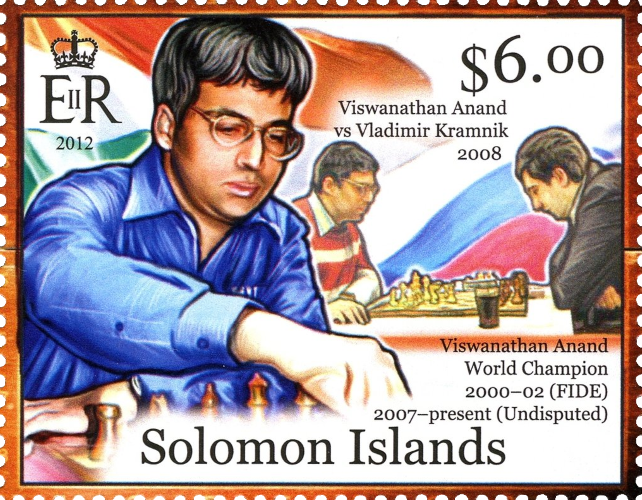 EIIR
2012
$6.00
Viswanathan Anand
vs Vladimir Kramnik
2008
Viswanathan Anand
World Champion
2000–02 (FIDE)
2007–present (Undisputed)
Solomon Islands